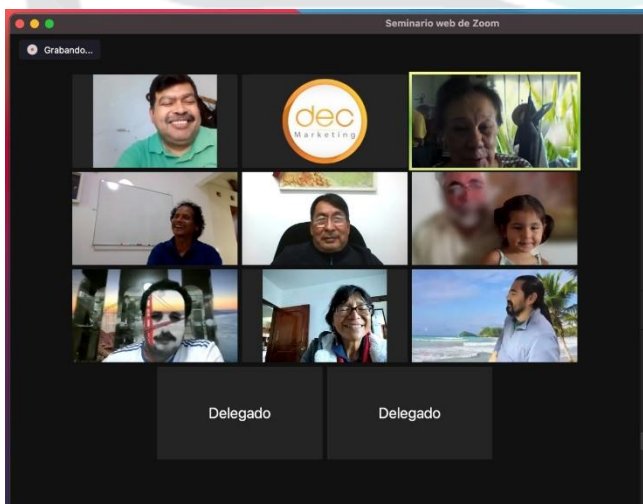 Seminario web de Zoom
Grabando...
dec
Marketing
Delegado
Delegado